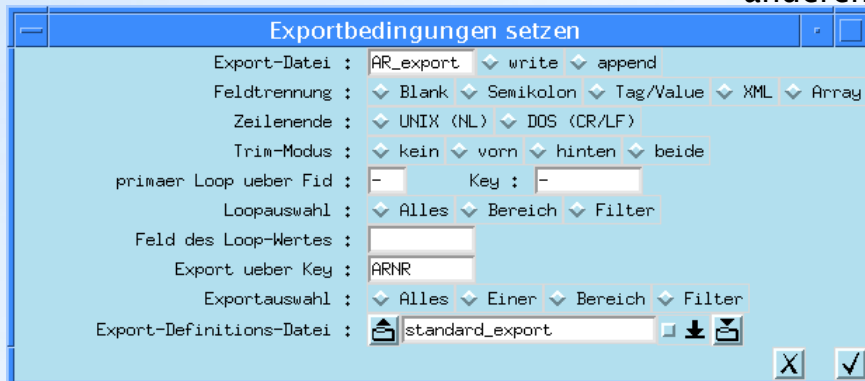 anderen
Exportbedingungen setzen
Export-Datei : AR_export write append
Feldtrennung : Blank Semikolon Tag/Value XML Array
Zeilenende : UNIX (NL) DOS (CR/LF)
Trim-Modus : kein vorn hinten beide
primaer Loop ueber Fid : - Key : -
Loopauswahl : Alles Bereich Filter
Feld des Loop-Wertes :
Export ueber Key : ARNR
Exportauswahl : Alles Einer Bereich Filter
Export-Definitions-Datei : standard_export
X